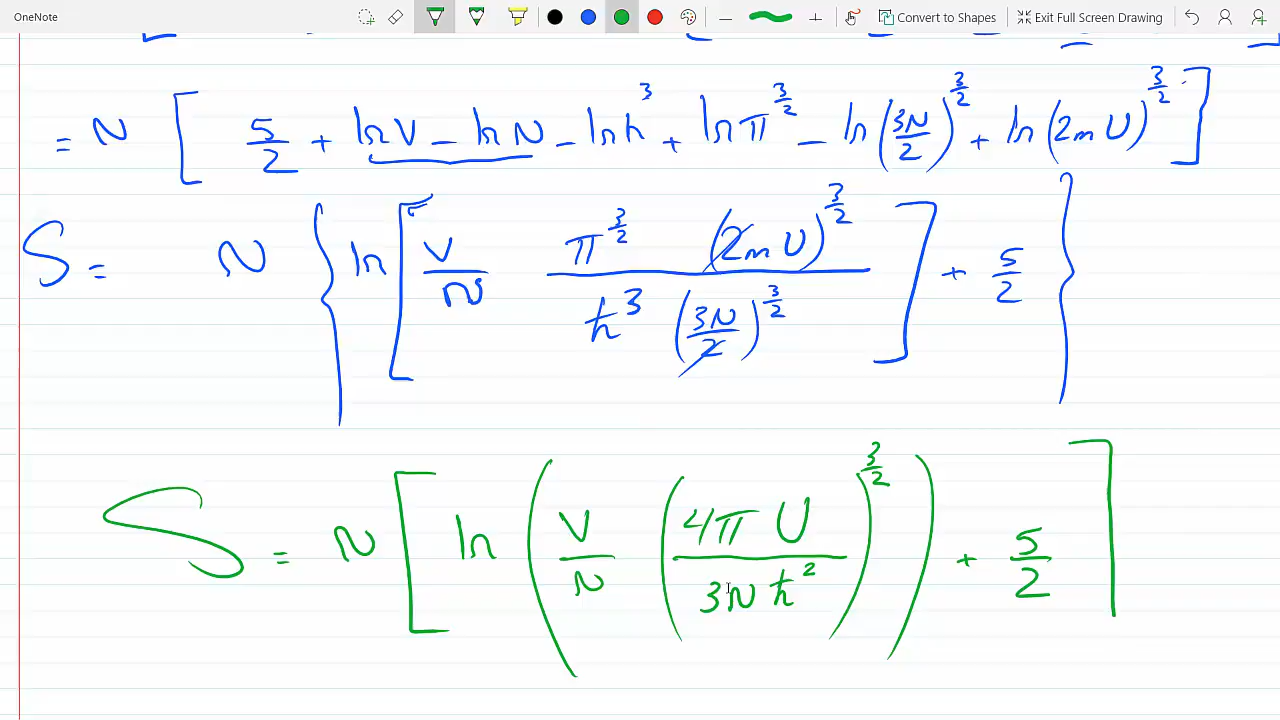 OneNote
Convert to Shapes
Exit Full Screen Drawing
= N [ 5/2 + ln V − ln N − ln ħ^3 + ln π^(3/2) − ln (3N/2)^(3/2) + ln (2mU)^(3/2) ]
S = N { ln [ V/N π^(3/2) (2mU)^(3/2) / ħ^3 (3N/2)^(3/2) ] + 5/2 }
S = N [ ln ( V/N ( 4π U / 3N ħ^2 )^(3/2) ) + 5/2 ]